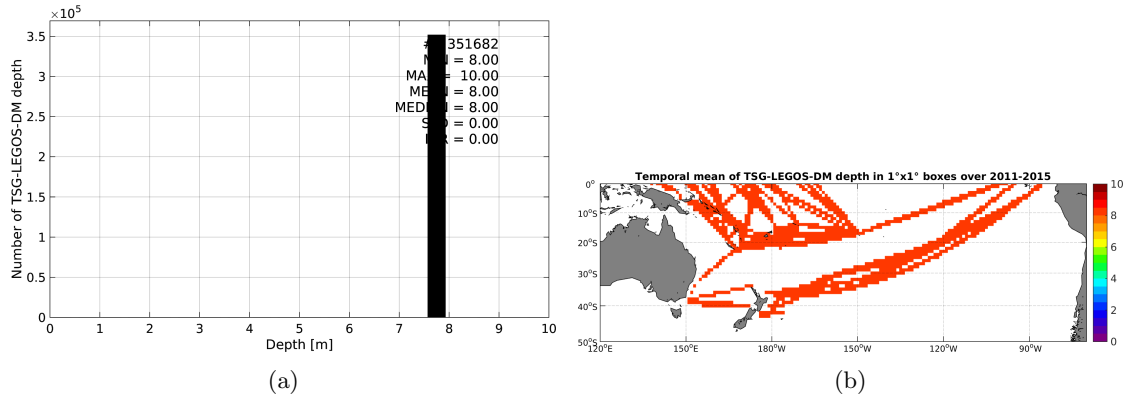 ×10⁵
3.5
3
2.5
2
1.5
1
0.5
0
0 1 2 3 4 5 6 7 8 9 10
Number of TSG-LEGOS-DM depth
Depth [m]
351682
= 8.00
= 10.00
= 8.00
= 8.00
= 0.00
= 0.00
(a)
Temporal mean of TSG-LEGOS-DM depth in 1°x1° boxes over 2011-2015
0°
10°S
20°S
30°S
40°S
50°S
120°E 150°E 180°W 150°W 120°W 90°W
10
8
6
4
2
0
(b)